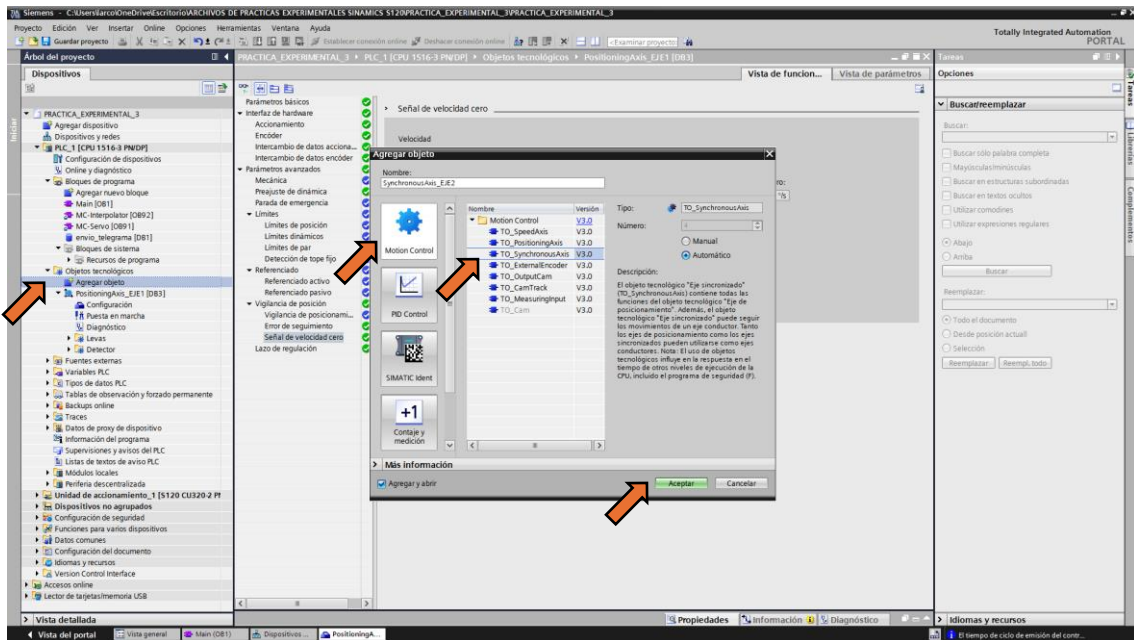 Siemens - C:\Users\larco\OneDrive\Escritorio\ARCHIVOS DE PRACTICAS EXPERIMENTALES SINAMICS S120\PRACTICA_EXPERIMENTAL_3\PRACTICA_EXPERIMENTAL_3
Proyecto Edición Ver Insertar Online Opciones Herramientas Ventana Ayuda
Guardar proyecto Establecer conexión online Deshacer conexión online <Examinar proyecto>
Totally Integrated Automation
PORTAL
Árbol del proyecto
PRACTICA_EXPERIMENTAL_3 PLC_1 [CPU 1516-3 PN/DP] Objetos tecnológicos PositioningAxis_EJE1 [DB3]
Tareas
Dispositivos
Vista de funcion... Vista de parámetros
Opciones
Iniciar
PRACTICA_EXPERIMENTAL_3
Agregar dispositivo
Dispositivos y redes
PLC_1 [CPU 1516-3 PN/DP]
Configuración de dispositivos
Online y diagnóstico
Bloques de programa
Agregar nuevo bloque
Main [OB1]
MC-Interpolator [OB92]
MC-Servo [OB91]
envio_telegrama [DB1]
Bloques de sistema
Recursos de programa
Objetos tecnológicos
Agregar objeto
PositioningAxis_EJE1 [DB3]
Configuración
Puesta en marcha
Diagnóstico
Levas
Detector
Fuentes externas
Variables PLC
Tipos de datos PLC
Tablas de observación y forzado permanente
Backups online
Traces
Datos de proxy de dispositivo
Información del programa
Supervisiones y avisos del PLC
Listas de textos de aviso PLC
Módulos locales
Periferia descentralizada
Unidad de accionamiento_1 [S120 CU320-2 PN
Dispositivos no agrupados
Configuración de seguridad
Funciones para varios dispositivos
Datos comunes
Configuración del documento
Idiomas y recursos
Version Control Interface
Accesos online
Lector de tarjetas/memoria USB
Parámetros básicos
Interfaz de hardware
Accionamiento
Encóder
Intercambio de datos acciona...
Intercambio de datos encóder
Parámetros avanzados
Mecánica
Preajuste de dinámica
Parada de emergencia
Límites
Límites de posición
Límites dinámicos
Límites de par
Detección de tope fijo
Referenciado
Referenciado activo
Referenciado pasivo
Vigilancia de posición
Vigilancia de posicionami...
Error de seguimiento
Señal de velocidad cero
Lazo de regulación
Señal de velocidad cero
Velocidad
ro:
°/s
Agregar objeto
Nombre:
SynchronousAxis_EJE2
Motion Control
PID Control
SIMATIC Ident
+1
Contaje y
medición
Nombre Versión
Motion Control V3.0
TO_SpeedAxis V3.0
TO_PositioningAxis V3.0
TO_SynchronousAxis V3.0
TO_ExternalEncoder V3.0
TO_OutputCam V3.0
TO_CamTrack V3.0
TO_MeasuringInput V3.0
TO_Cam V3.0
Tipo: TO_SynchronousAxis
Número:
Manual
Automático
Descripción:
El objeto tecnológico "Eje sincronizado"
(TO_SynchronousAxis) contiene todas las
funciones del objeto tecnológico "Eje de
posicionamiento". Además, el objeto
tecnológico "Eje sincronizado" puede seguir
los movimientos de un eje conductor. Tanto
los ejes de posicionamiento como los ejes
sincronizados pueden utilizarse como ejes
conductores. Nota: El uso de objetos
tecnológicos influye en la respuesta en el
tiempo de otros niveles de ejecución de la
CPU, incluido el programa de seguridad (F).
Más información
Agregar y abrir
Aceptar Cancelar
Buscar/reemplazar
Buscar:
Buscar sólo palabra completa
Mayúsculas/minúsculas
Buscar en estructuras subordinadas
Buscar en textos ocultos
Utilizar comodines
Utilizar expresiones regulares
Abajo
Arriba
Buscar
Reemplazar:
Todo el documento
Desde posición actuall
Selección
Reemplazar Reempl. todo
Tareas
Librerías
Complementos
Vista detallada
Propiedades Información Diagnóstico
Idiomas y recursos
Vista del portal Vista general Main (OB1) Dispositivos ... PositioningA...
El tiempo de ciclo de emisión del contr...